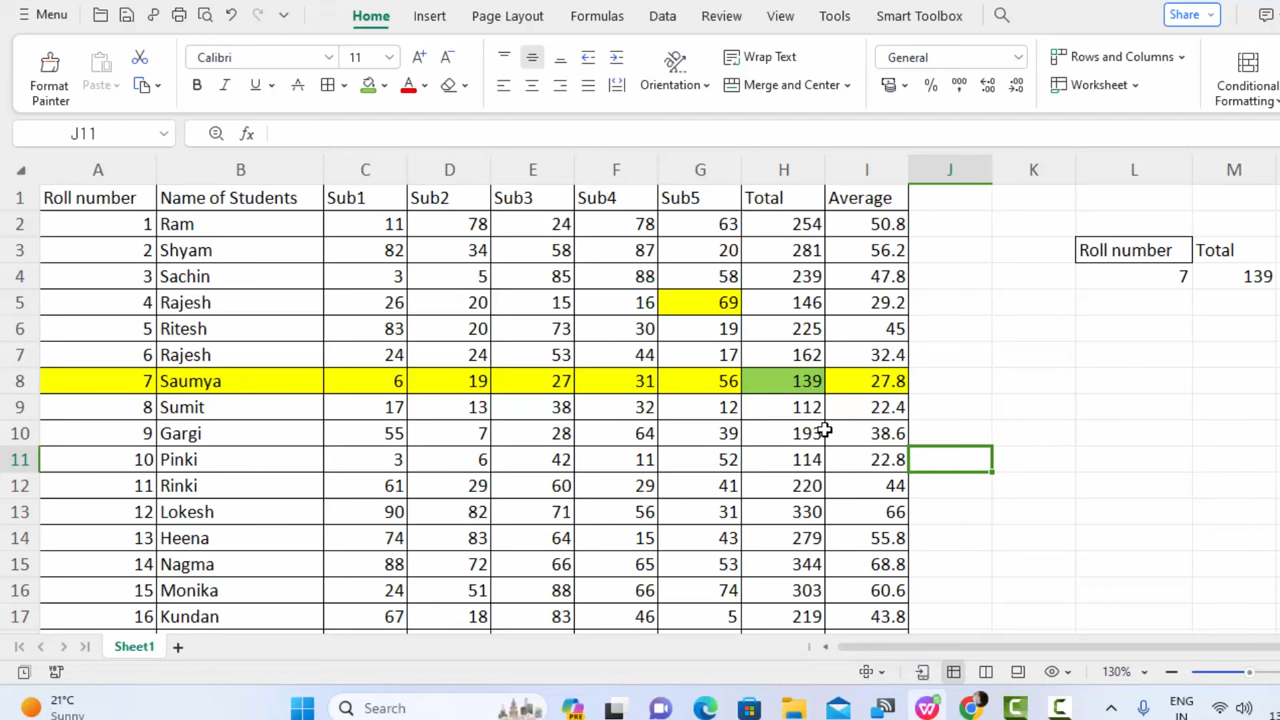 Menu Home Insert Page Layout Formulas Data Review View Tools Smart Toolbox Share
Calibri 11 A+ A- Wrap Text General Rows and Columns
Format Painter Paste B I U A A Orientation Merge and Center % 000 .00 .00 Worksheet Conditional Formatting
J11 fx
A B C D E F G H I J K L M
1 Roll number Name of Students Sub1 Sub2 Sub3 Sub4 Sub5 Total Average
2 1 Ram 11 78 24 78 63 254 50.8
3 2 Shyam 82 34 58 87 20 281 56.2 Roll number Total
4 3 Sachin 3 5 85 88 58 239 47.8 7 139
5 4 Rajesh 26 20 15 16 69 146 29.2
6 5 Ritesh 83 20 73 30 19 225 45
7 6 Rajesh 24 24 53 44 17 162 32.4
8 7 Saumya 6 19 27 31 56 139 27.8
9 8 Sumit 17 13 38 32 12 112 22.4
10 9 Gargi 55 7 28 64 39 193 38.6
11 10 Pinki 3 6 42 11 52 114 22.8
12 11 Rinki 61 29 60 29 41 220 44
13 12 Lokesh 90 82 71 56 31 330 66
14 13 Heena 74 83 64 15 43 279 55.8
15 14 Nagma 88 72 66 65 53 344 68.8
16 15 Monika 24 51 88 66 74 303 60.6
17 16 Kundan 67 18 83 46 5 219 43.8
Sheet1 +
130%
21°C
Sunny
Search PRE W ENG
IN